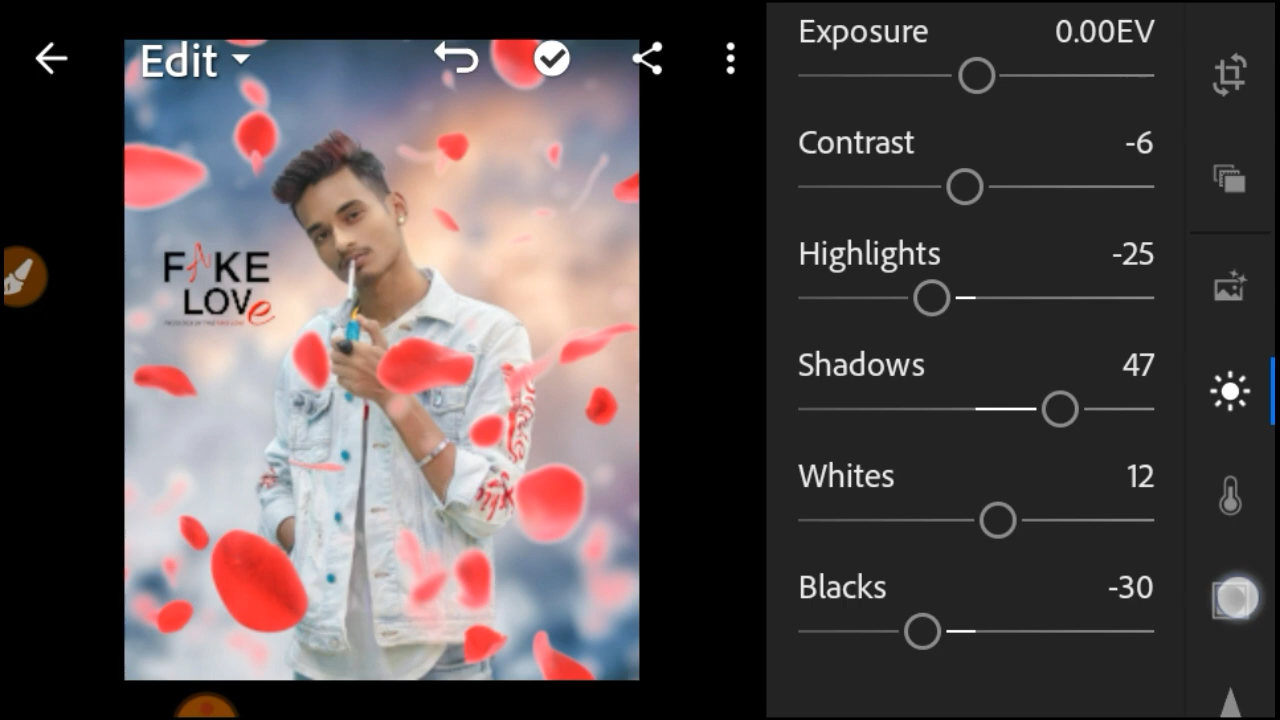 Edit
FAKE
LOVe
Exposure 0.00EV
Contrast -6
Highlights -25
Shadows 47
Whites 12
Blacks -30